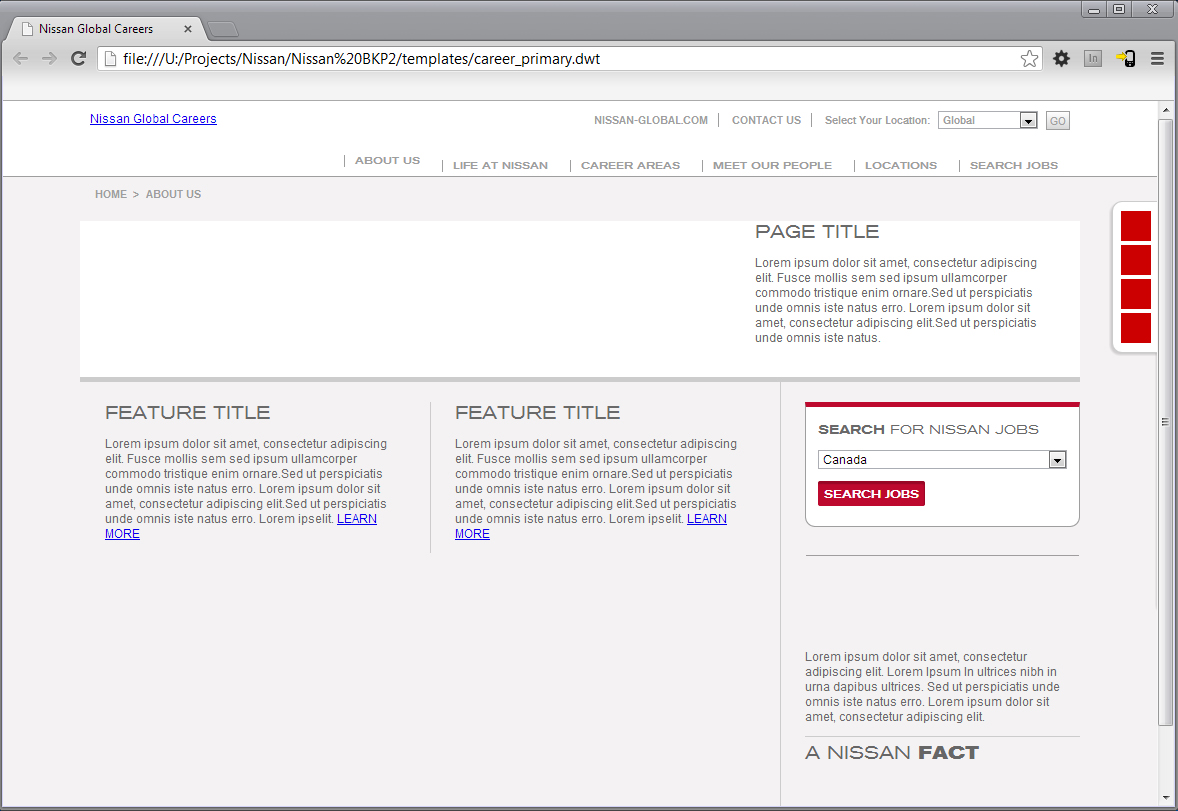 Nissan Global Careers
file:///U:/Projects/Nissan/Nissan%20BKP2/templates/career_primary.dwt
In
Nissan Global Careers
NISSAN-GLOBAL.COM
CONTACT US
Select Your Location:
Global
GO
ABOUT US
LIFE AT NISSAN
CAREER AREAS
MEET OUR PEOPLE
LOCATIONS
SEARCH JOBS
HOME > ABOUT US
PAGE TITLE
Lorem ipsum dolor sit amet, consectetur adipiscing
elit. Fusce mollis sem sed ipsum ullamcorper
commodo tristique enim ornare.Sed ut perspiciatis
unde omnis iste natus erro. Lorem ipsum dolor sit
amet, consectetur adipiscing elit.Sed ut perspiciatis
unde omnis iste natus.
FEATURE TITLE
Lorem ipsum dolor sit amet, consectetur adipiscing
elit. Fusce mollis sem sed ipsum ullamcorper
commodo tristique enim ornare.Sed ut perspiciatis
unde omnis iste natus erro. Lorem ipsum dolor sit
amet, consectetur adipiscing elit.Sed ut perspiciatis
unde omnis iste natus erro. Lorem ipselit. LEARN
MORE
FEATURE TITLE
Lorem ipsum dolor sit amet, consectetur adipiscing
elit. Fusce mollis sem sed ipsum ullamcorper
commodo tristique enim ornare.Sed ut perspiciatis
unde omnis iste natus erro. Lorem ipsum dolor sit
amet, consectetur adipiscing elit.Sed ut perspiciatis
unde omnis iste natus erro. Lorem ipselit. LEARN
MORE
SEARCH FOR NISSAN JOBS
Canada
SEARCH JOBS
Lorem ipsum dolor sit amet, consectetur
adipiscing elit. Lorem Ipsum In ultrices nibh in
urna dapibus ultrices. Sed ut perspiciatis unde
omnis iste natus erro. Lorem ipsum dolor sit
amet, consectetur adipiscing elit.
A NISSAN FACT